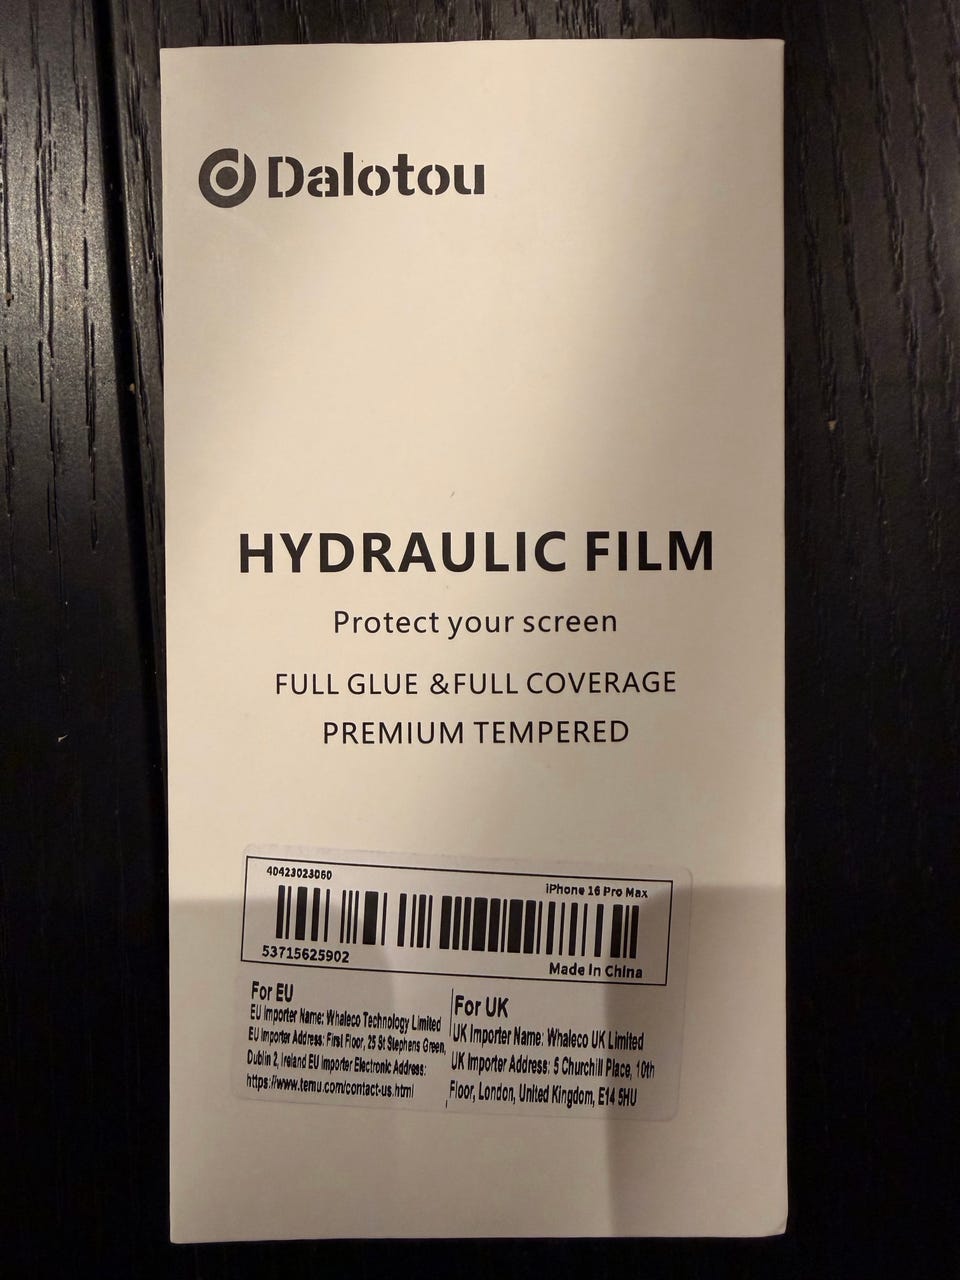 Dalotou
HYDRAULIC FILM
Protect your screen
FULL GLUE &FULL COVERAGE
PREMIUM TEMPERED
40423023060
iPhone 16 Pro Max
53715625902
Made In China
For EU
EU Importer Name: Whaleco Technology Limited
EU Importer Address: First Floor, 25 St Stephens Green,
Dublin 2, Ireland EU Importer Electronic Address:
https://www.temu.com/contact-us.html
For UK
UK Importer Name: Whaleco UK Limited
UK Importer Address: 5 Churchill Place, 10th
Floor, London, United Kingdom, E14 5HU